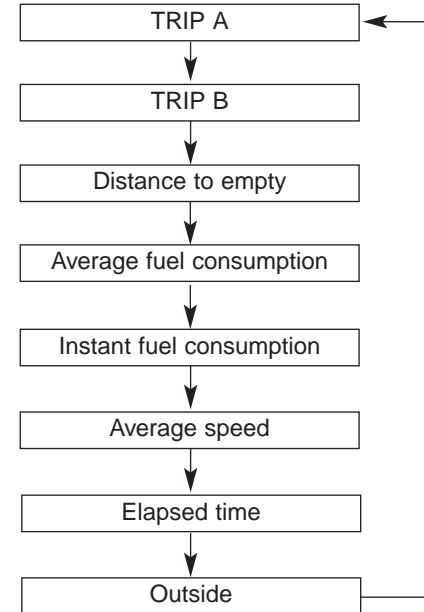 TRIP A
TRIP B
Distance to empty
Average fuel consumption
Instant fuel consumption
Average speed
Elapsed time
Outside